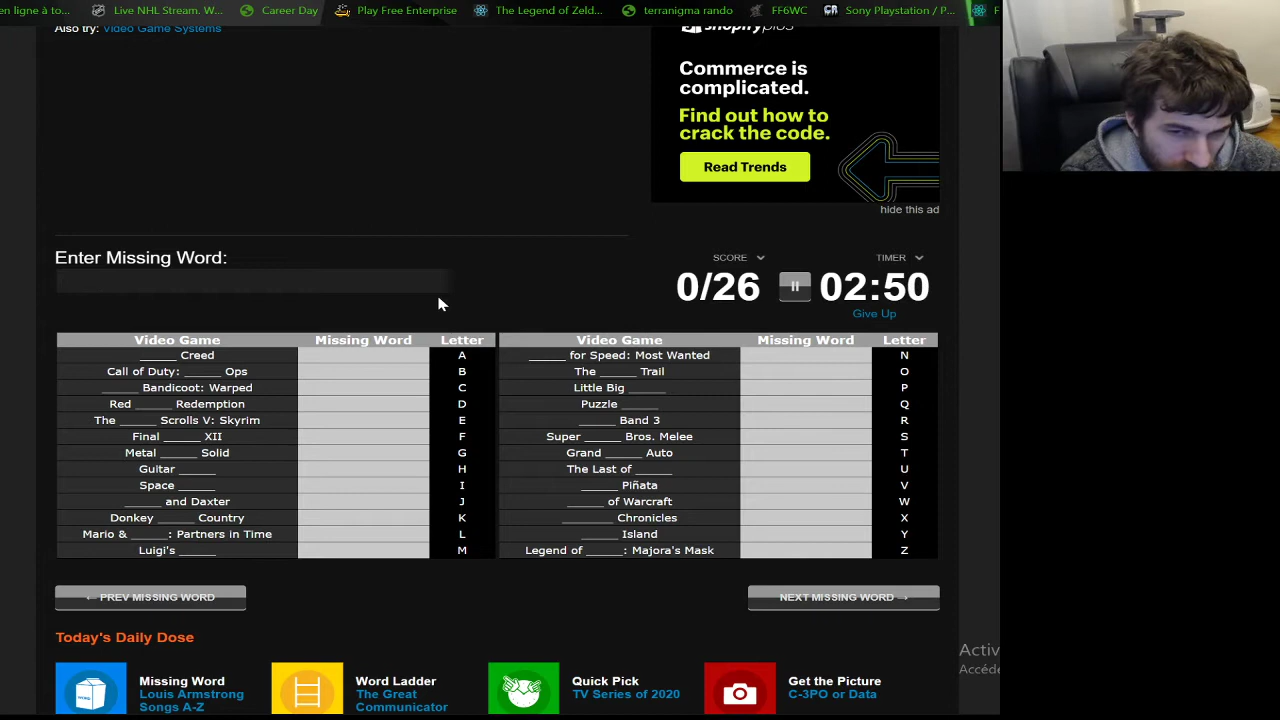 en ligne à to... Live NHL Stream. W... Career Day Play Free Enterprise The Legend of Zeld... terranigma rando FF6WC Sony Playstation / P... F
Also try: Video Game Systems
shopifyplus
Commerce is
complicated.
Find out how to
crack the code.
Read Trends
hide this ad
Enter Missing Word:
SCORE TIMER
0/26 02:50
Give Up
Video Game Missing Word Letter Video Game Missing Word Letter
_____ Creed A _____ for Speed: Most Wanted N
Call of Duty: _____ Ops B The _____ Trail O
_____ Bandicoot: Warped C Little Big _____ P
Red _____ Redemption D Puzzle _____ Q
The _____ Scrolls V: Skyrim E _____ Band 3 R
Final _____ XII F Super _____ Bros. Melee S
Metal _____ Solid G Grand _____ Auto T
Guitar _____ H The Last of _____ U
Space _____ I _____ Piñata V
_____ and Daxter J _____ of Warcraft W
Donkey _____ Country K _____ Chronicles X
Mario & _____: Partners in Time L _____ Island Y
Luigi's _____ M Legend of _____: Majora's Mask Z
← PREV MISSING WORD NEXT MISSING WORD →
Today's Daily Dose
Missing Word Word Ladder Quick Pick Get the Picture
Louis Armstrong The Great TV Series of 2020 C-3PO or Data
Songs A-Z Communicator
Activ
Accéde